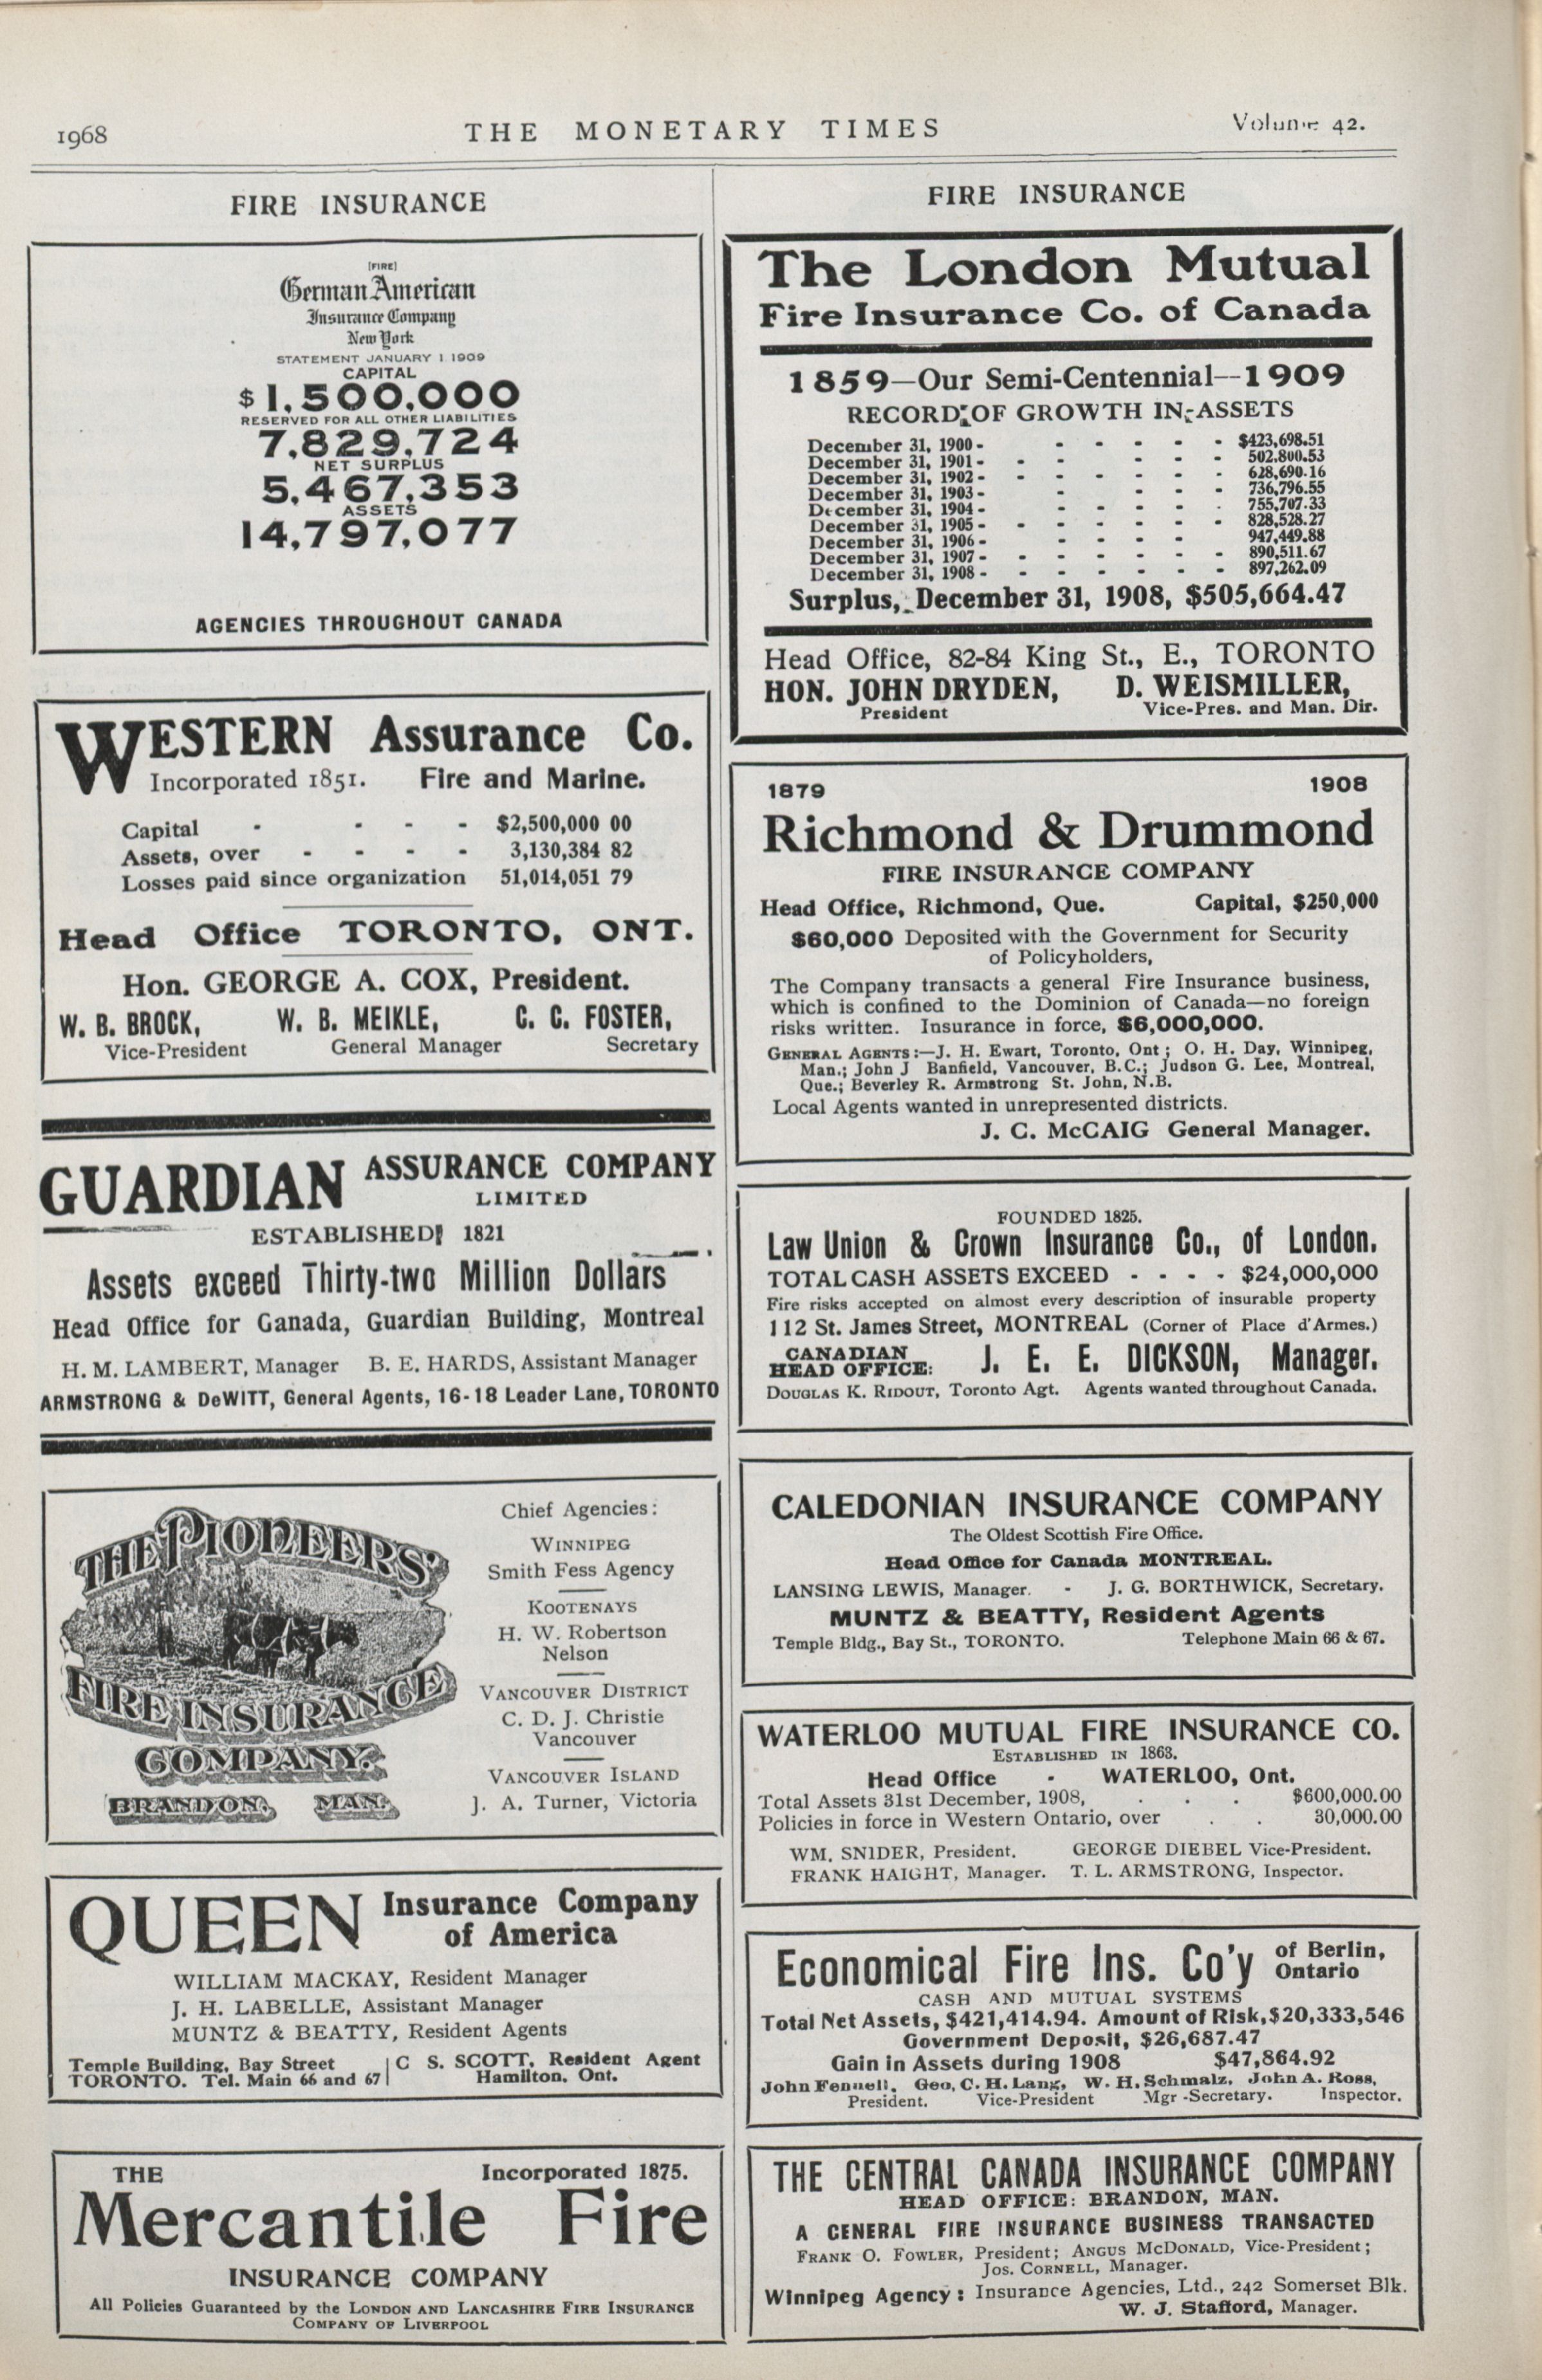 1968
THE MONETARY TIMES
Volume 42.
FIRE INSURANCE
[FIRE]
German American
Insurance Company
New York
STATEMENT JANUARY 1 1909
CAPITAL
$1,500,000
RESERVED FOR ALL OTHER LIABILITIES
7,829,724
NET SURPLUS
5,467,353
ASSETS
14,797,077
AGENCIES THROUGHOUT CANADA
WESTERN Assurance Co.
Incorporated 1851. Fire and Marine.
Capital - - - - $2,500,000 00
Assets, over - - - - 3,130,384 82
Losses paid since organization 51,014,051 79
Head Office TORONTO, ONT.
Hon. GEORGE A. COX, President.
W. B. BROCK, W. B. MEIKLE, C. C. FOSTER,
Vice-President General Manager Secretary
GUARDIAN ASSURANCE COMPANY
LIMITED
ESTABLISHED 1821
Assets exceed Thirty-two Million Dollars
Head Office for Canada, Guardian Building, Montreal
H. M. LAMBERT, Manager B. E. HARDS, Assistant Manager
ARMSTRONG & DeWITT, General Agents, 16-18 Leader Lane, TORONTO
THE PIONEERS'
FIRE INSURANCE
COMPANY.
BRANDON, MAN.
Chief Agencies:
WINNIPEG
Smith Fess Agency
KOOTENAYS
H. W. Robertson
Nelson
VANCOUVER DISTRICT
C. D. J. Christie
Vancouver
VANCOUVER ISLAND
J. A. Turner, Victoria
QUEEN Insurance Company
of America
WILLIAM MACKAY, Resident Manager
J. H. LABELLE, Assistant Manager
MUNTZ & BEATTY, Resident Agents
Temple Building, Bay Street
TORONTO. Tel. Main 66 and 67
C S. SCOTT, Resident Agent
Hamilton, Ont.
THE Incorporated 1875.
Mercantile Fire
INSURANCE COMPANY
All Policies Guaranteed by the LONDON AND LANCASHIRE FIRE INSURANCE
COMPANY OF LIVERPOOL
FIRE INSURANCE
The London Mutual
Fire Insurance Co. of Canada
1859—Our Semi-Centennial—1909
RECORD OF GROWTH IN ASSETS
December 31, 1900 - - - - - - $423,698.51
December 31, 1901 - - - - - - 502,800.53
December 31, 1902 - - - - - - - 628,690.16
December 31, 1903 - - - - - 736,796.55
December 31, 1904 - - - - - 755,707.33
December 31, 1905 - - - - - - - 828,528.27
December 31, 1906 - - - - - 947,449.88
December 31, 1907 - - - - - - - 890,511.67
December 31, 1908 - - - - - - - 897,262.09
Surplus, December 31, 1908, $505,664.47
Head Office, 82-84 King St., E., TORONTO
HON. JOHN DRYDEN, D. WEISMILLER,
President Vice-Pres. and Man. Dir.
1879 1908
Richmond & Drummond
FIRE INSURANCE COMPANY
Head Office, Richmond, Que. Capital, $250,000
$60,000 Deposited with the Government for Security
of Policyholders,
The Company transacts a general Fire Insurance business,
which is confined to the Dominion of Canada—no foreign
risks written. Insurance in force, $6,000,000.
GENERAL AGENTS:—J. H. Ewart, Toronto, Ont; O. H. Day, Winnipeg,
Man.; John J Banfield, Vancouver, B.C.; Judson G. Lee, Montreal,
Que.; Beverley R. Armstrong St. John, N.B.
Local Agents wanted in unrepresented districts.
J. C. McCAIG General Manager.
FOUNDED 1825.
Law Union & Crown Insurance Co., of London.
TOTAL CASH ASSETS EXCEED - - - - $24,000,000
Fire risks accepted on almost every description of insurable property
112 St. James Street, MONTREAL (Corner of Place d'Armes.)
CANADIAN
HEAD OFFICE: J. E. E. DICKSON, Manager.
DOUGLAS K. RIDOUT, Toronto Agt. Agents wanted throughout Canada.
CALEDONIAN INSURANCE COMPANY
The Oldest Scottish Fire Office.
Head Office for Canada MONTREAL.
LANSING LEWIS, Manager. - J. G. BORTHWICK, Secretary.
MUNTZ & BEATTY, Resident Agents
Temple Bldg., Bay St., TORONTO. Telephone Main 66 & 67.
WATERLOO MUTUAL FIRE INSURANCE CO.
ESTABLISHED IN 1863.
Head Office - WATERLOO, Ont.
Total Assets 31st December, 1908, . . . $600,000.00
Policies in force in Western Ontario, over . . 30,000.00
WM. SNIDER, President. GEORGE DIEBEL Vice-President.
FRANK HAIGHT, Manager. T. L. ARMSTRONG, Inspector.
Economical Fire Ins. Co'y of Berlin,
Ontario
CASH AND MUTUAL SYSTEMS
Total Net Assets, $421,414.94. Amount of Risk, $20,333,546
Government Deposit, $26,687.47
Gain in Assets during 1908 $47,864.92
John Fennell, Geo, C. H. Lang, W. H. Schmalz, John A. Ross,
President. Vice-President Mgr -Secretary. Inspector.
THE CENTRAL CANADA INSURANCE COMPANY
HEAD OFFICE: BRANDON, MAN.
A GENERAL FIRE INSURANCE BUSINESS TRANSACTED
FRANK O. FOWLER, President; ANGUS McDONALD, Vice-President;
Jos. CORNELL, Manager.
Winnipeg Agency: Insurance Agencies, Ltd., 242 Somerset Blk.
W. J. Stafford, Manager.